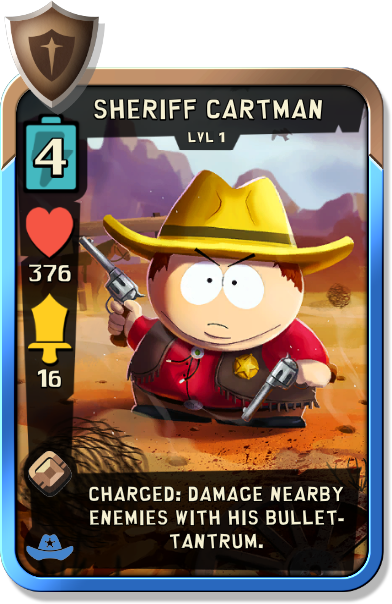 SHERIFF CARTMAN
LVL 1
4
376
16
CHARGED: DAMAGE NEARBY
ENEMIES WITH HIS BULLET-
TANTRUM.